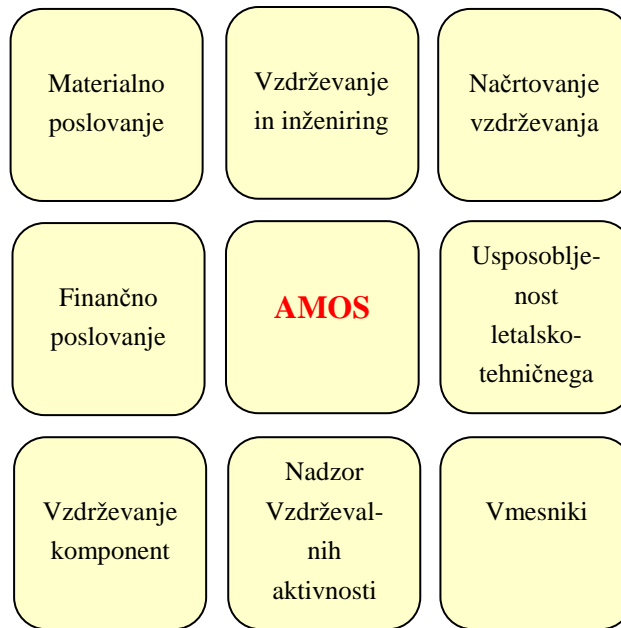 Materialno
poslovanje
Vzdrževanje
in inženiring
Načrtovanje
vzdrževanja
Finančno
poslovanje
AMOS
Usposoblje-
nost
letalsko-
tehničnega
Vzdrževanje
komponent
Nadzor
Vzdrževal-
nih
aktivnosti
Vmesniki